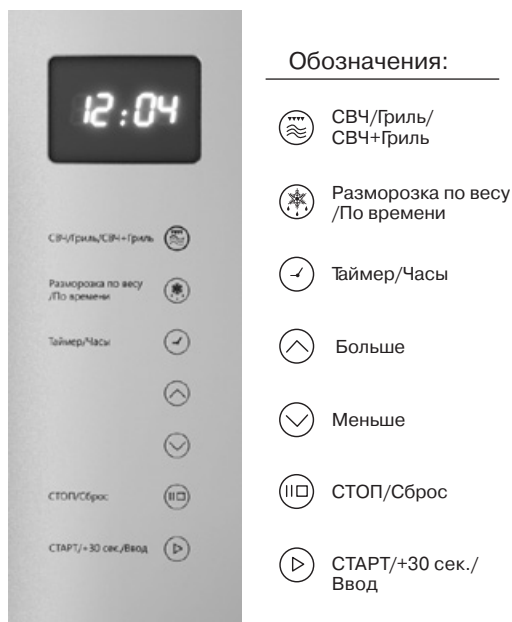 12:04
СВЧ/Гриль/СВЧ+Гриль
Разморозка по весу
/По времени
Таймер/Часы
СТОП/Сброс
СТАРТ/+30 сек./Ввод
Обозначения:
СВЧ/Гриль/
СВЧ+Гриль
Разморозка по весу
/По времени
Таймер/Часы
Больше
Меньше
СТОП/Сброс
СТАРТ/+30 сек./
Ввод